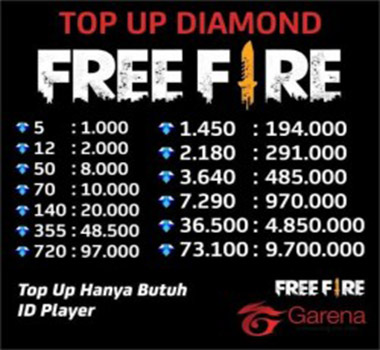 TOP UP DIAMOND
FREE FIRE
5 : 1.000
12 : 2.000
50 : 8.000
70 : 10.000
140 : 20.000
355 : 48.500
720 : 97.000
1.450 : 194.000
2.180 : 291.000
3.640 : 485.000
7.290 : 970.000
36.500 : 4.850.000
73.100 : 9.700.000
Top Up Hanya Butuh
ID Player
FREE FIRE
Garena